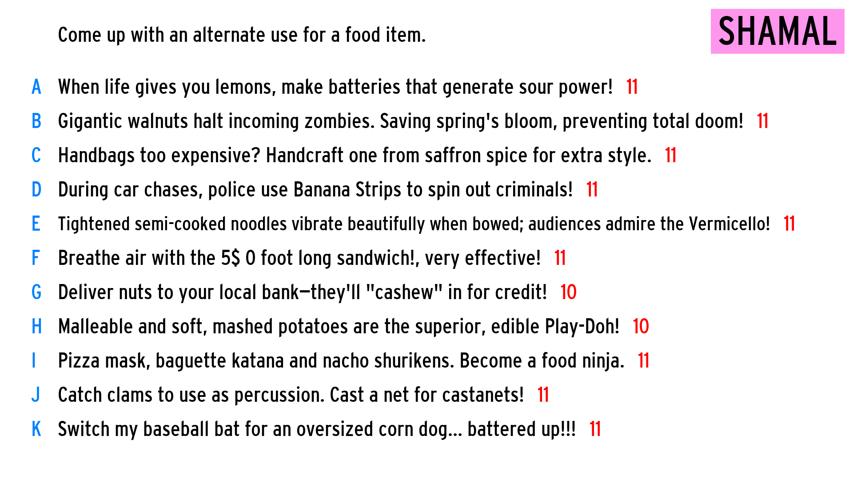 Come up with an alternate use for a food item.
SHAMAL
A When life gives you lemons, make batteries that generate sour power! 11
B Gigantic walnuts halt incoming zombies. Saving spring's bloom, preventing total doom! 11
C Handbags too expensive? Handcraft one from saffron spice for extra style. 11
D During car chases, police use Banana Strips to spin out criminals! 11
E Tightened semi-cooked noodles vibrate beautifully when bowed; audiences admire the Vermicello! 11
F Breathe air with the 5$ 0 foot long sandwich!, very effective! 11
G Deliver nuts to your local bank—they'll "cashew" in for credit! 10
H Malleable and soft, mashed potatoes are the superior, edible Play-Doh! 10
I Pizza mask, baguette katana and nacho shurikens. Become a food ninja. 11
J Catch clams to use as percussion. Cast a net for castanets! 11
K Switch my baseball bat for an oversized corn dog... battered up!!! 11